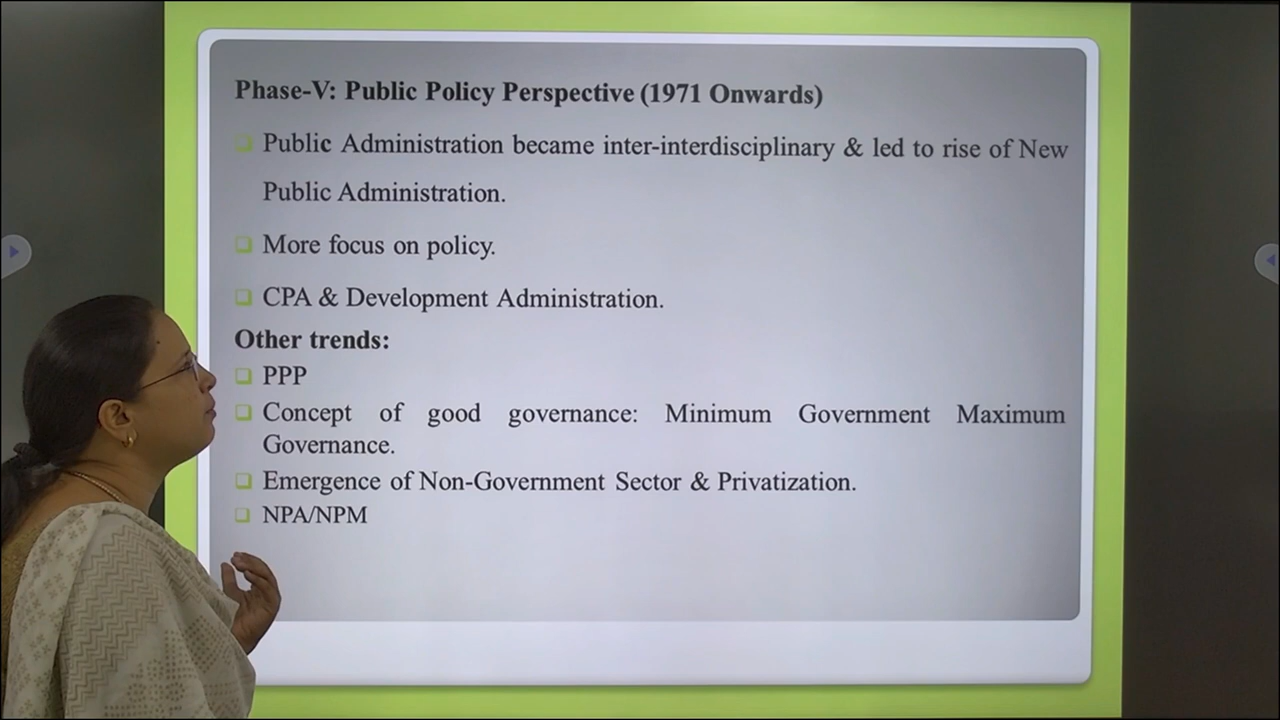 Phase-V: Public Policy Perspective (1971 Onwards)
Public Administration became inter-interdisciplinary & led to rise of New
Public Administration.
More focus on policy.
CPA & Development Administration.
Other trends:
PPP
Concept of good governance: Minimum Government Maximum
Governance.
Emergence of Non-Government Sector & Privatization.
NPA/NPM